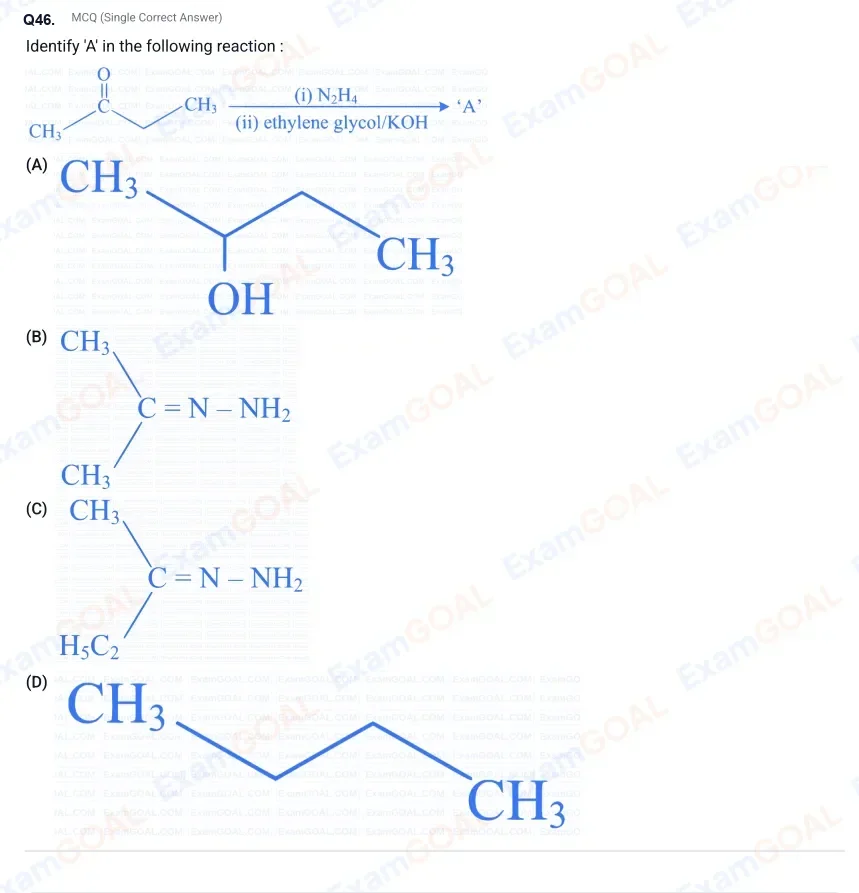 Q46. MCQ (Single Correct Answer)
Identify 'A' in the following reaction :
O
C
CH₃
CH₃
(i) N₂H₄
(ii) ethylene glycol/KOH
‘A’
(A)
CH₃
CH₃
OH
(B)
CH₃
C = N – NH₂
CH₃
(C)
CH₃
C = N – NH₂
H₅C₂
(D)
CH₃
CH₃
ExamGOAL